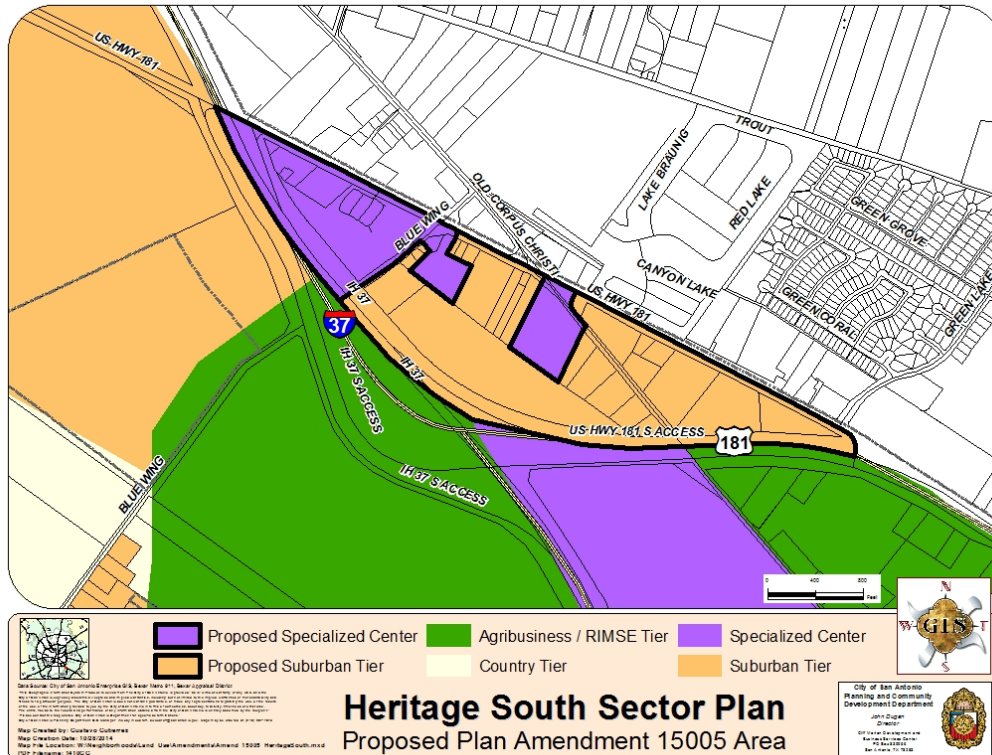 US HWY 181
TROUT
LAKE BRAUNIG
RED LAKE
OLD CORPUS CHRISTI
BLUE WING
GREEN GROVE
CANYON LAKE
US HWY 181
GREEN CORAL
GREEN LAKE
IH 37
37
IH 37
IH 37 S ACCESS
US HWY 181 S ACCESS
181
IH 37 S ACCESS
BLUE WING
0 400 800
Feet
N
W GIS E
S
Proposed Specialized Center
Agribusiness / RIMSE Tier
Specialized Center
Proposed Suburban Tier
Country Tier
Suburban Tier
Heritage South Sector Plan
Proposed Plan Amendment 15005 Area
Map Created by: Gustavo Gutierrez
Map Creation Date: 10/28/2014
City of San Antonio
Planning and Community
Development Department
John Dugan
Director